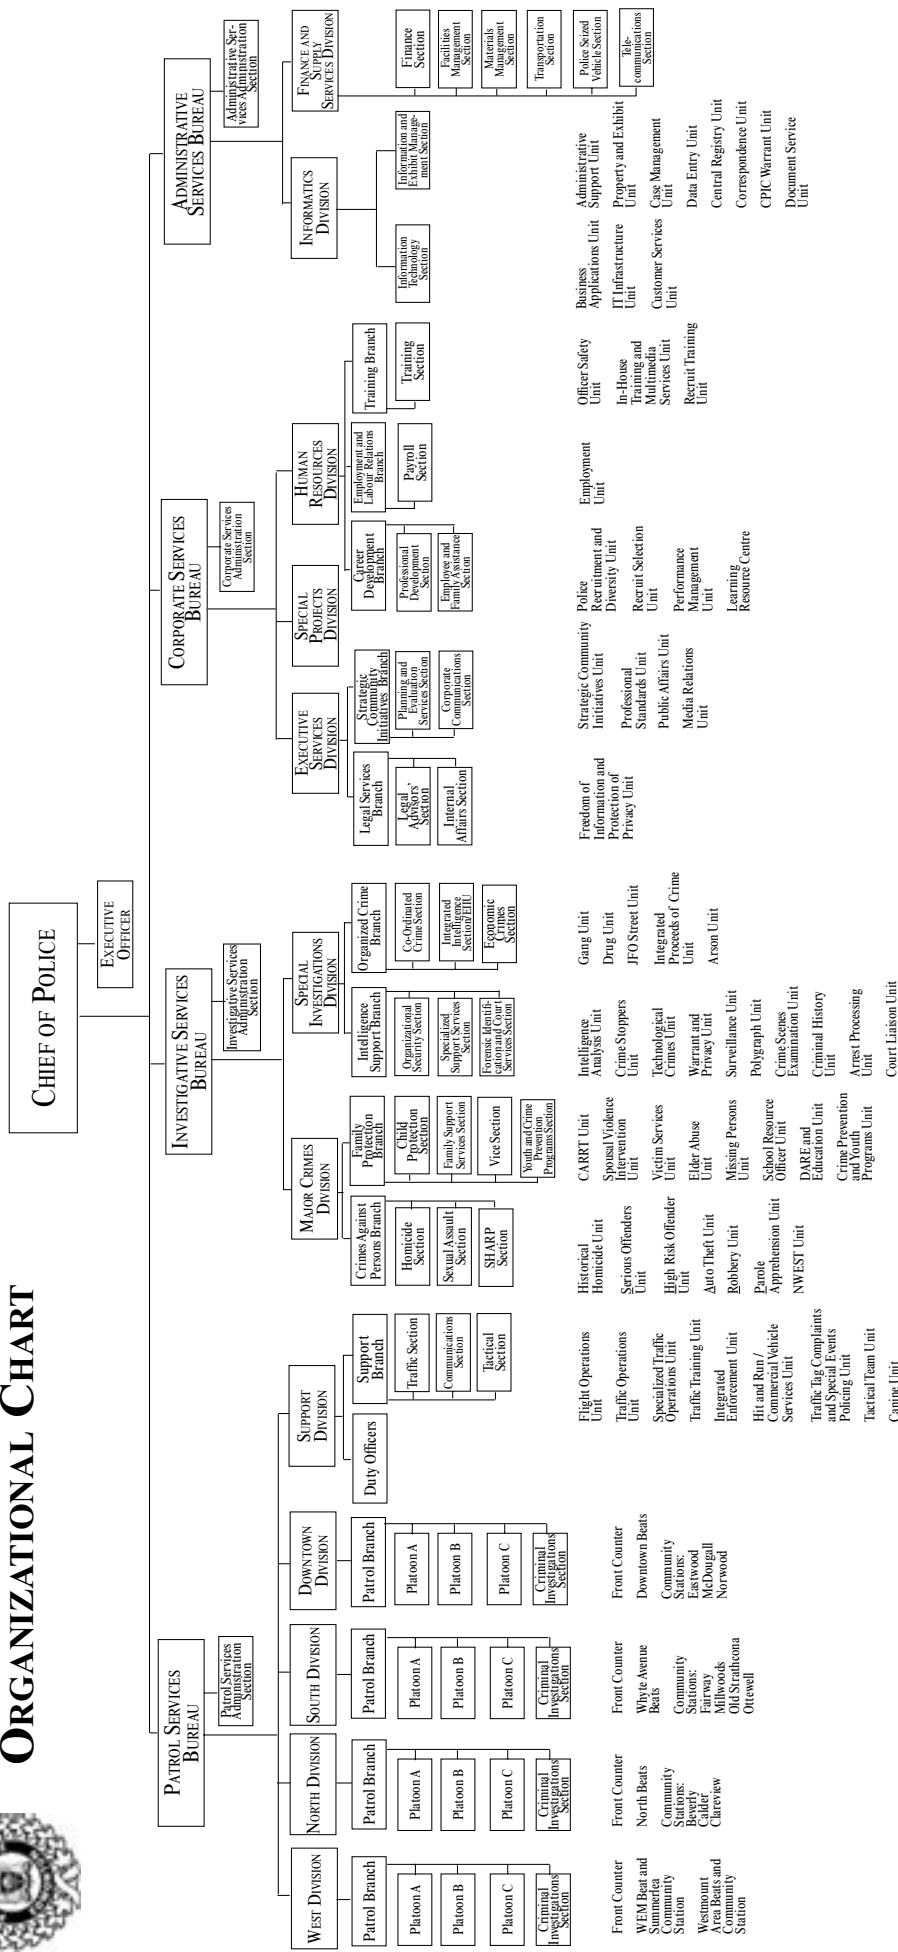 ORGANIZATIONAL CHART
CHIEF OF POLICE
EXECUTIVE
OFFICER
PATROL SERVICES
BUREAU
Patrol Services
Administration
Section
WEST DIVISION
Patrol Branch
Platoon A
Platoon B
Platoon C
Criminal
Investigations
Section
Front Counter
WEM Beat and
Summerlea
Community
Station
Westmount
Area Beats and
Community
Station
NORTH DIVISION
Patrol Branch
Platoon A
Platoon B
Platoon C
Criminal
Investigations
Section
Front Counter
North Beats
Community
Stations:
Beverly
Calder
Clareview
SOUTH DIVISION
Patrol Branch
Platoon A
Platoon B
Platoon C
Criminal
Investigations
Section
Front Counter
Whyte Avenue
Beats
Community
Stations:
Fairway
Millwoods
Old Strathcona
Ottewell
DOWNTOWN
DIVISION
Patrol Branch
Platoon A
Platoon B
Platoon C
Criminal
Investigations
Section
Front Counter
Downtown Beats
Community
Stations:
Eastwood
McDougall
Norwood
SUPPORT
DIVISION
Duty Officers
Support
Branch
Traffic Section
Communications
Section
Tactical
Section
Flight Operations
Unit
Traffic Operations
Unit
Specialized Traffic
Operations Unit
Traffic Training Unit
Integrated
Enforcement Unit
Hit and Run /
Commercial Vehicle
Services Unit
Traffic Tag Complaints
and Special Events
Policing Unit
Tactical Team Unit
Canine Unit
INVESTIGATIVE SERVICES
BUREAU
Investigative Services
Administration
Section
MAJOR CRIMES
DIVISION
Crimes Against
Persons Branch
Homicide
Section
Sexual Assault
Section
SHARP
Section
Historical
Homicide Unit
Serious Offenders
Unit
High Risk Offender
Unit
Auto Theft Unit
Robbery Unit
Parole
Apprehension Unit
NWEST Unit
Family
Protection
Branch
Child
Protection
Section
Family Support
Services Section
Vice Section
Youth and Crime
Prevention
Programs Section
CARRT Unit
Spousal Violence
Intervention
Unit
Victim Services
Unit
Elder Abuse
Unit
Missing Persons
Unit
School Resource
Officer Unit
DARE and
Education Unit
Crime Prevention
and Youth
Programs Unit
SPECIAL
INVESTIGATIONS
DIVISION
Intelligence
Support Branch
Organizational
Security Section
Specialized
Support Services
Section
Forensic Identifi-
cation and Court
Services Section
Intelligence
Analysis Unit
Crime Stoppers
Unit
Technological
Crimes Unit
Warrant and
Privacy Unit
Surveillance Unit
Polygraph Unit
Crime Scenes
Examination Unit
Criminal History
Unit
Arrest Processing
Unit
Court Liaison Unit
Organized Crime
Branch
Co-Ordinated
Crime Section
Integrated
Intelligence
Section/EIIU
Economic
Crimes
Section
Gang Unit
Drug Unit
JFO Street Unit
Integrated
Proceeds of Crime
Unit
Arson Unit
CORPORATE SERVICES
BUREAU
Corporate Services
Administration
Section
EXECUTIVE
SERVICES
DIVISION
Legal Services
Branch
Legal
Advisors'
Section
Internal
Affairs Section
Freedom of
Information and
Protection of
Privacy Unit
Strategic
Community
Initiatives Branch
Planning and
Evaluation
Services Section
Corporate
Communications
Section
Strategic Community
Initiatives Unit
Professional
Standards Unit
Public Affairs Unit
Media Relations
Unit
SPECIAL
PROJECTS
DIVISION
HUMAN
RESOURCES
DIVISION
Career
Development
Branch
Professional
Development
Section
Employee and
Family Assistance
Section
Police
Recruitment and
Diversity Unit
Recruit Selection
Unit
Performance
Management
Unit
Learning
Resource Centre
Employment and
Labour Relations
Branch
Payroll
Section
Employment
Unit
Training Branch
Training
Section
Officer Safety
Unit
In-House
Training and
Multimedia
Services Unit
Recruit Training
Unit
ADMINISTRATIVE
SERVICES BUREAU
Administrative Ser-
vices Administration
Section
INFORMATICS
DIVISION
Information
Technology
Section
Business
Applications Unit
IT Infrastructure
Unit
Customer Services
Unit
Information and
Exhibit Manage-
ment Section
Administrative
Support Unit
Property and Exhibit
Unit
Case Management
Unit
Data Entry Unit
Central Registry Unit
Correspondence Unit
CPIC Warrant Unit
Document Service
Unit
FINANCE AND
SUPPLY
SERVICES DIVISION
Finance
Section
Facilities
Management
Section
Materials
Management
Section
Transportation
Section
Police Seized
Vehicle Section
Tele-
communications
Section